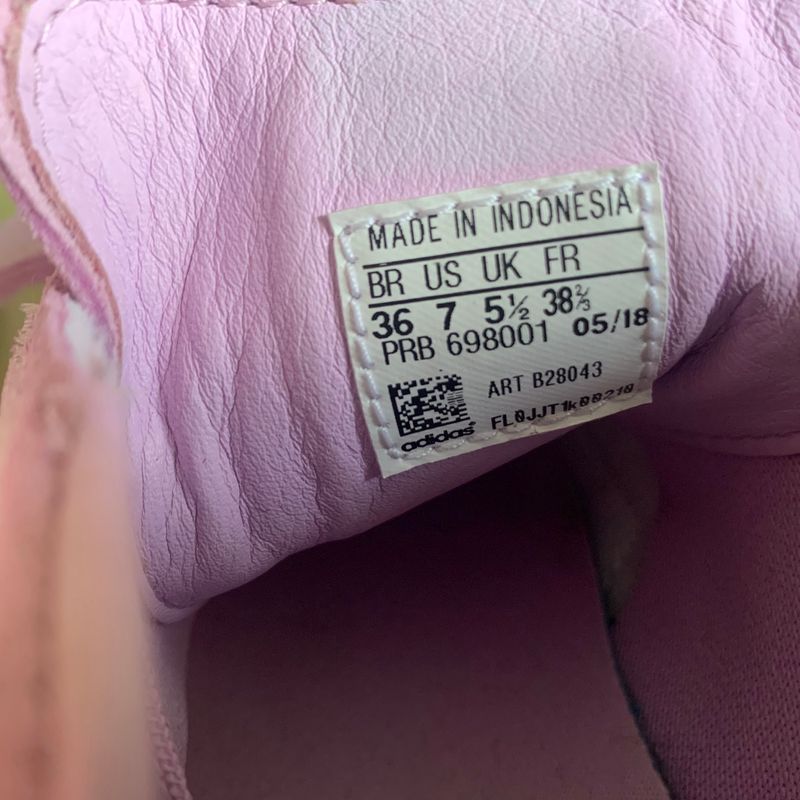 MADE IN INDONESIA
BR US UK FR
36 7 5½ 38⅔
PRB 698001 05/18
ART B28043
adidas FL0JJT1k00210